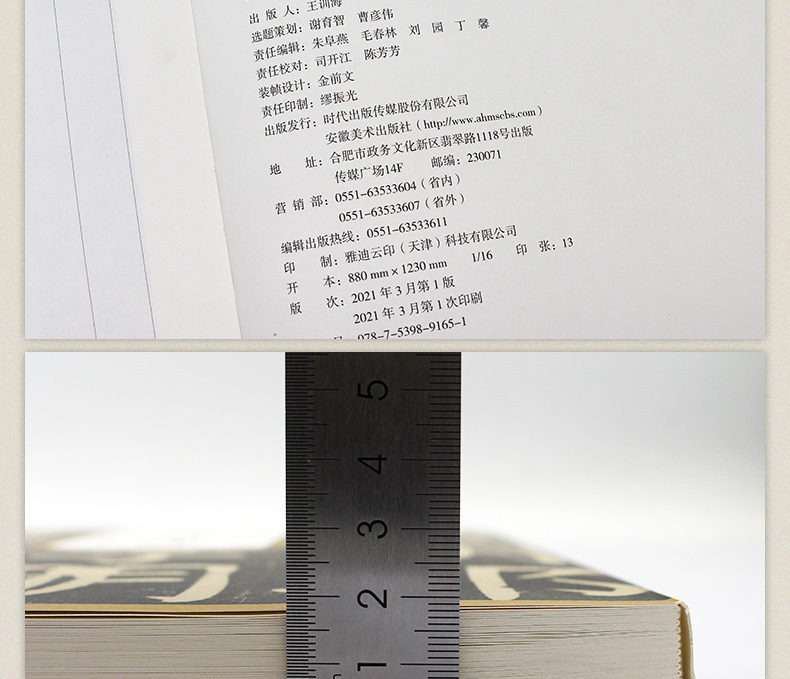 出 版 人：王训海
选题策划：谢育智 曹彦伟
责任编辑：朱阜燕 毛春林 刘 园 丁 馨
责任校对：司开江 陈芳芳
装帧设计：金前文
责任印制：缪振光
出版发行：时代出版传媒股份有限公司
安徽美术出版社（http://www.ahmscbs.com）
地 址：合肥市政务文化新区翡翠路1118号出版
传媒广场14F 邮编：230071
营 销 部：0551-63533604（省内）
0551-63533607（省外）
编辑出版热线：0551-63533611
印 制：雅迪云印（天津）科技有限公司
开 本：880 mm × 1230 mm 1/16 印 张：13
版 次：2021 年 3 月第 1 版
2021 年 3 月第 1 次印刷
978-7-5398-9165-1
5
4
3
2
1